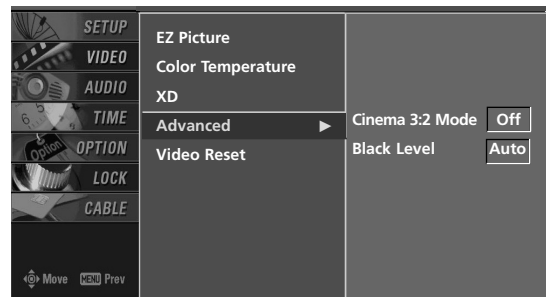 SETUP
VIDEO
AUDIO
TIME
OPTION
LOCK
CABLE
Move MENU Prev
EZ Picture
Color Temperature
XD
Advanced
Video Reset
Cinema 3:2 Mode Off
Black Level Auto